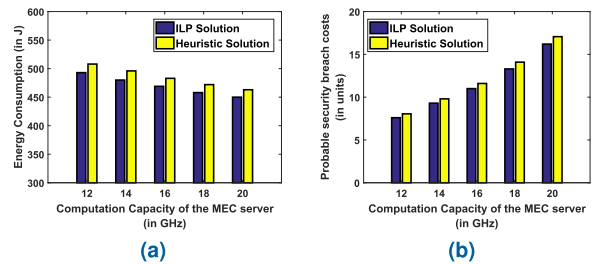 600
550
500
450
400
350
300
Energy Consumption (in J)
ILP Solution
Heuristic Solution
12 14 16 18 20
Computation Capacity of the MEC server
(in GHz)
(a)
20
15
10
5
0
Probable security breach costs
(in units)
ILP Solution
Heuristic Solution
12 14 16 18 20
Computation Capacity of the MEC server
(in GHz)
(b)